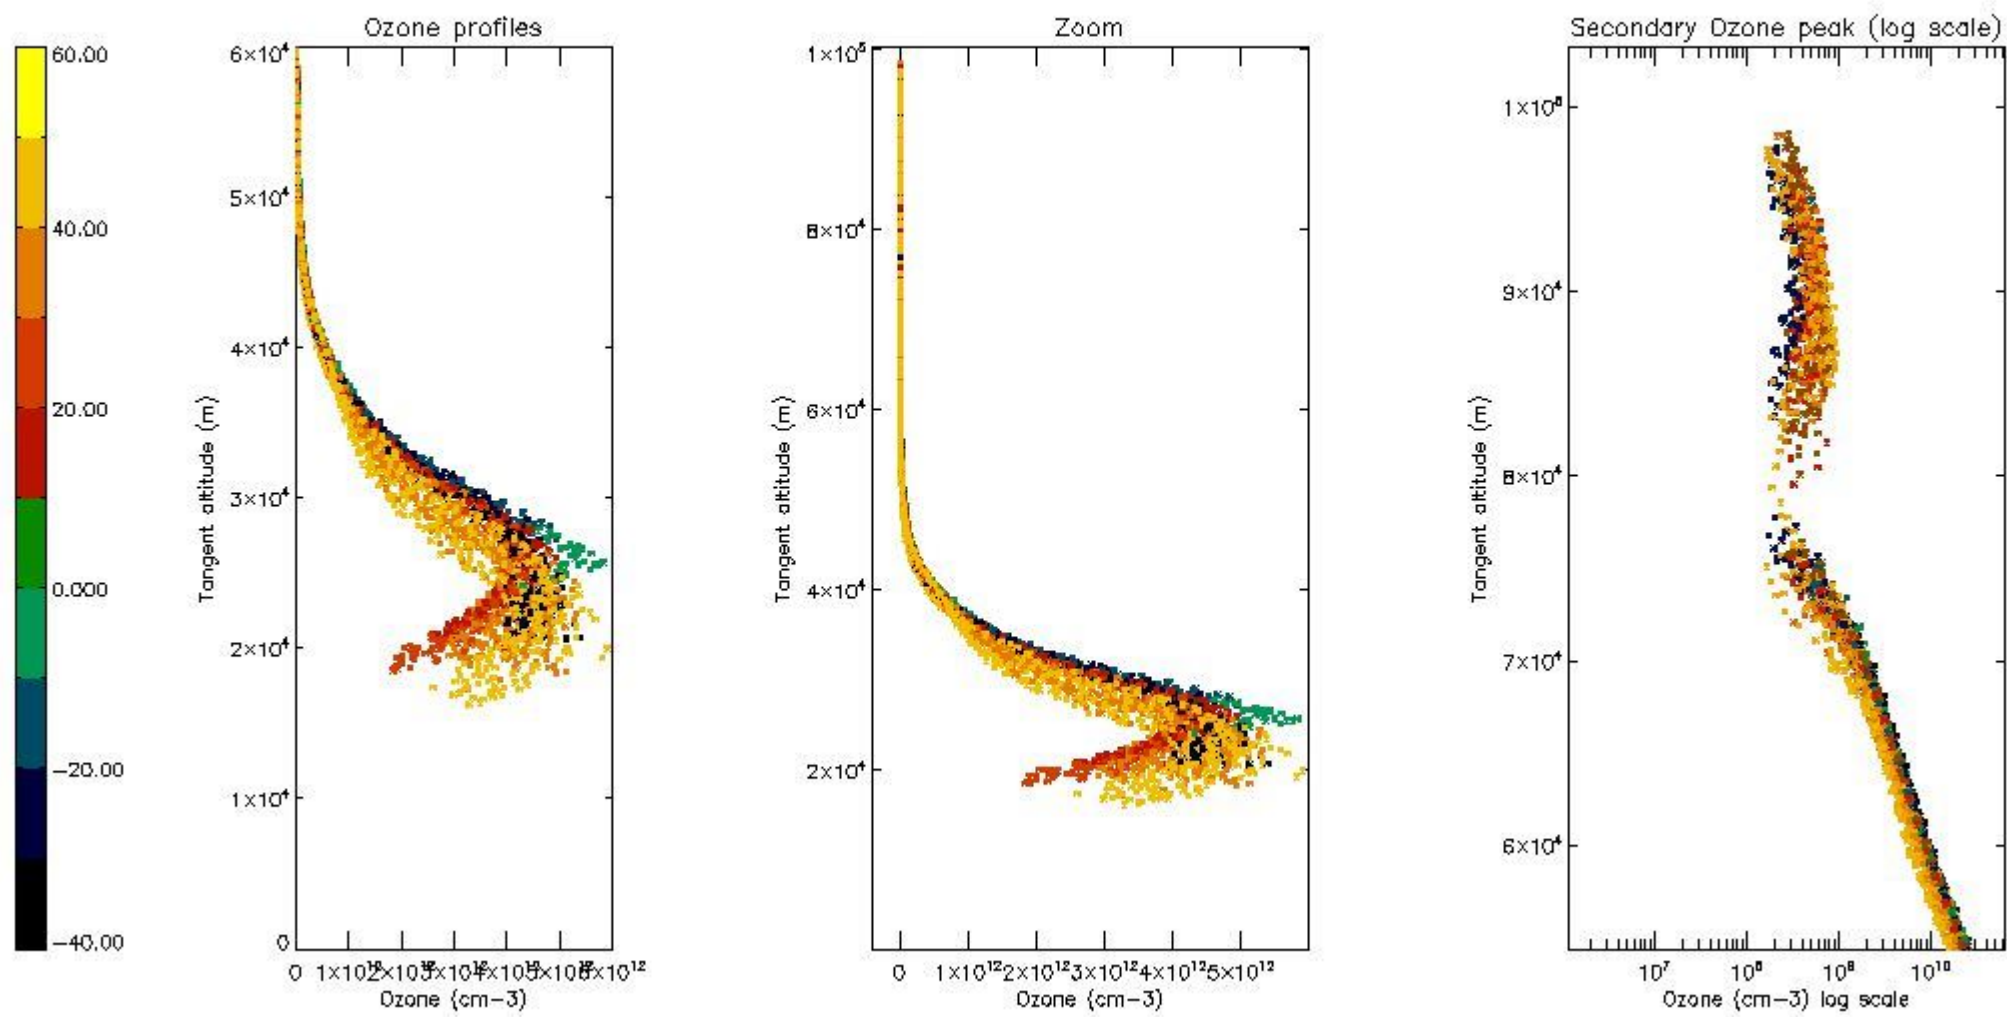 Ozone profiles
Zoom
Secondary Ozone peak (log scale)
60.00
40.00
20.00
0.000
−20.00
−40.00
6×10⁴
5×10⁴
4×10⁴
3×10⁴
2×10⁴
1×10⁴
0
Tangent altitude (m)
0
Ozone (cm−3)
1×10⁵
8×10⁴
6×10⁴
4×10⁴
2×10⁴
Tangent altitude (m)
0 1×10¹² 2×10¹² 3×10¹² 4×10¹² 5×10¹²
Ozone (cm−3)
9×10⁴
8×10⁴
7×10⁴
6×10⁴
Tangent altitude (m)
10⁷ 10⁸ 10⁹ 10¹⁰
Ozone (cm−3) log scale